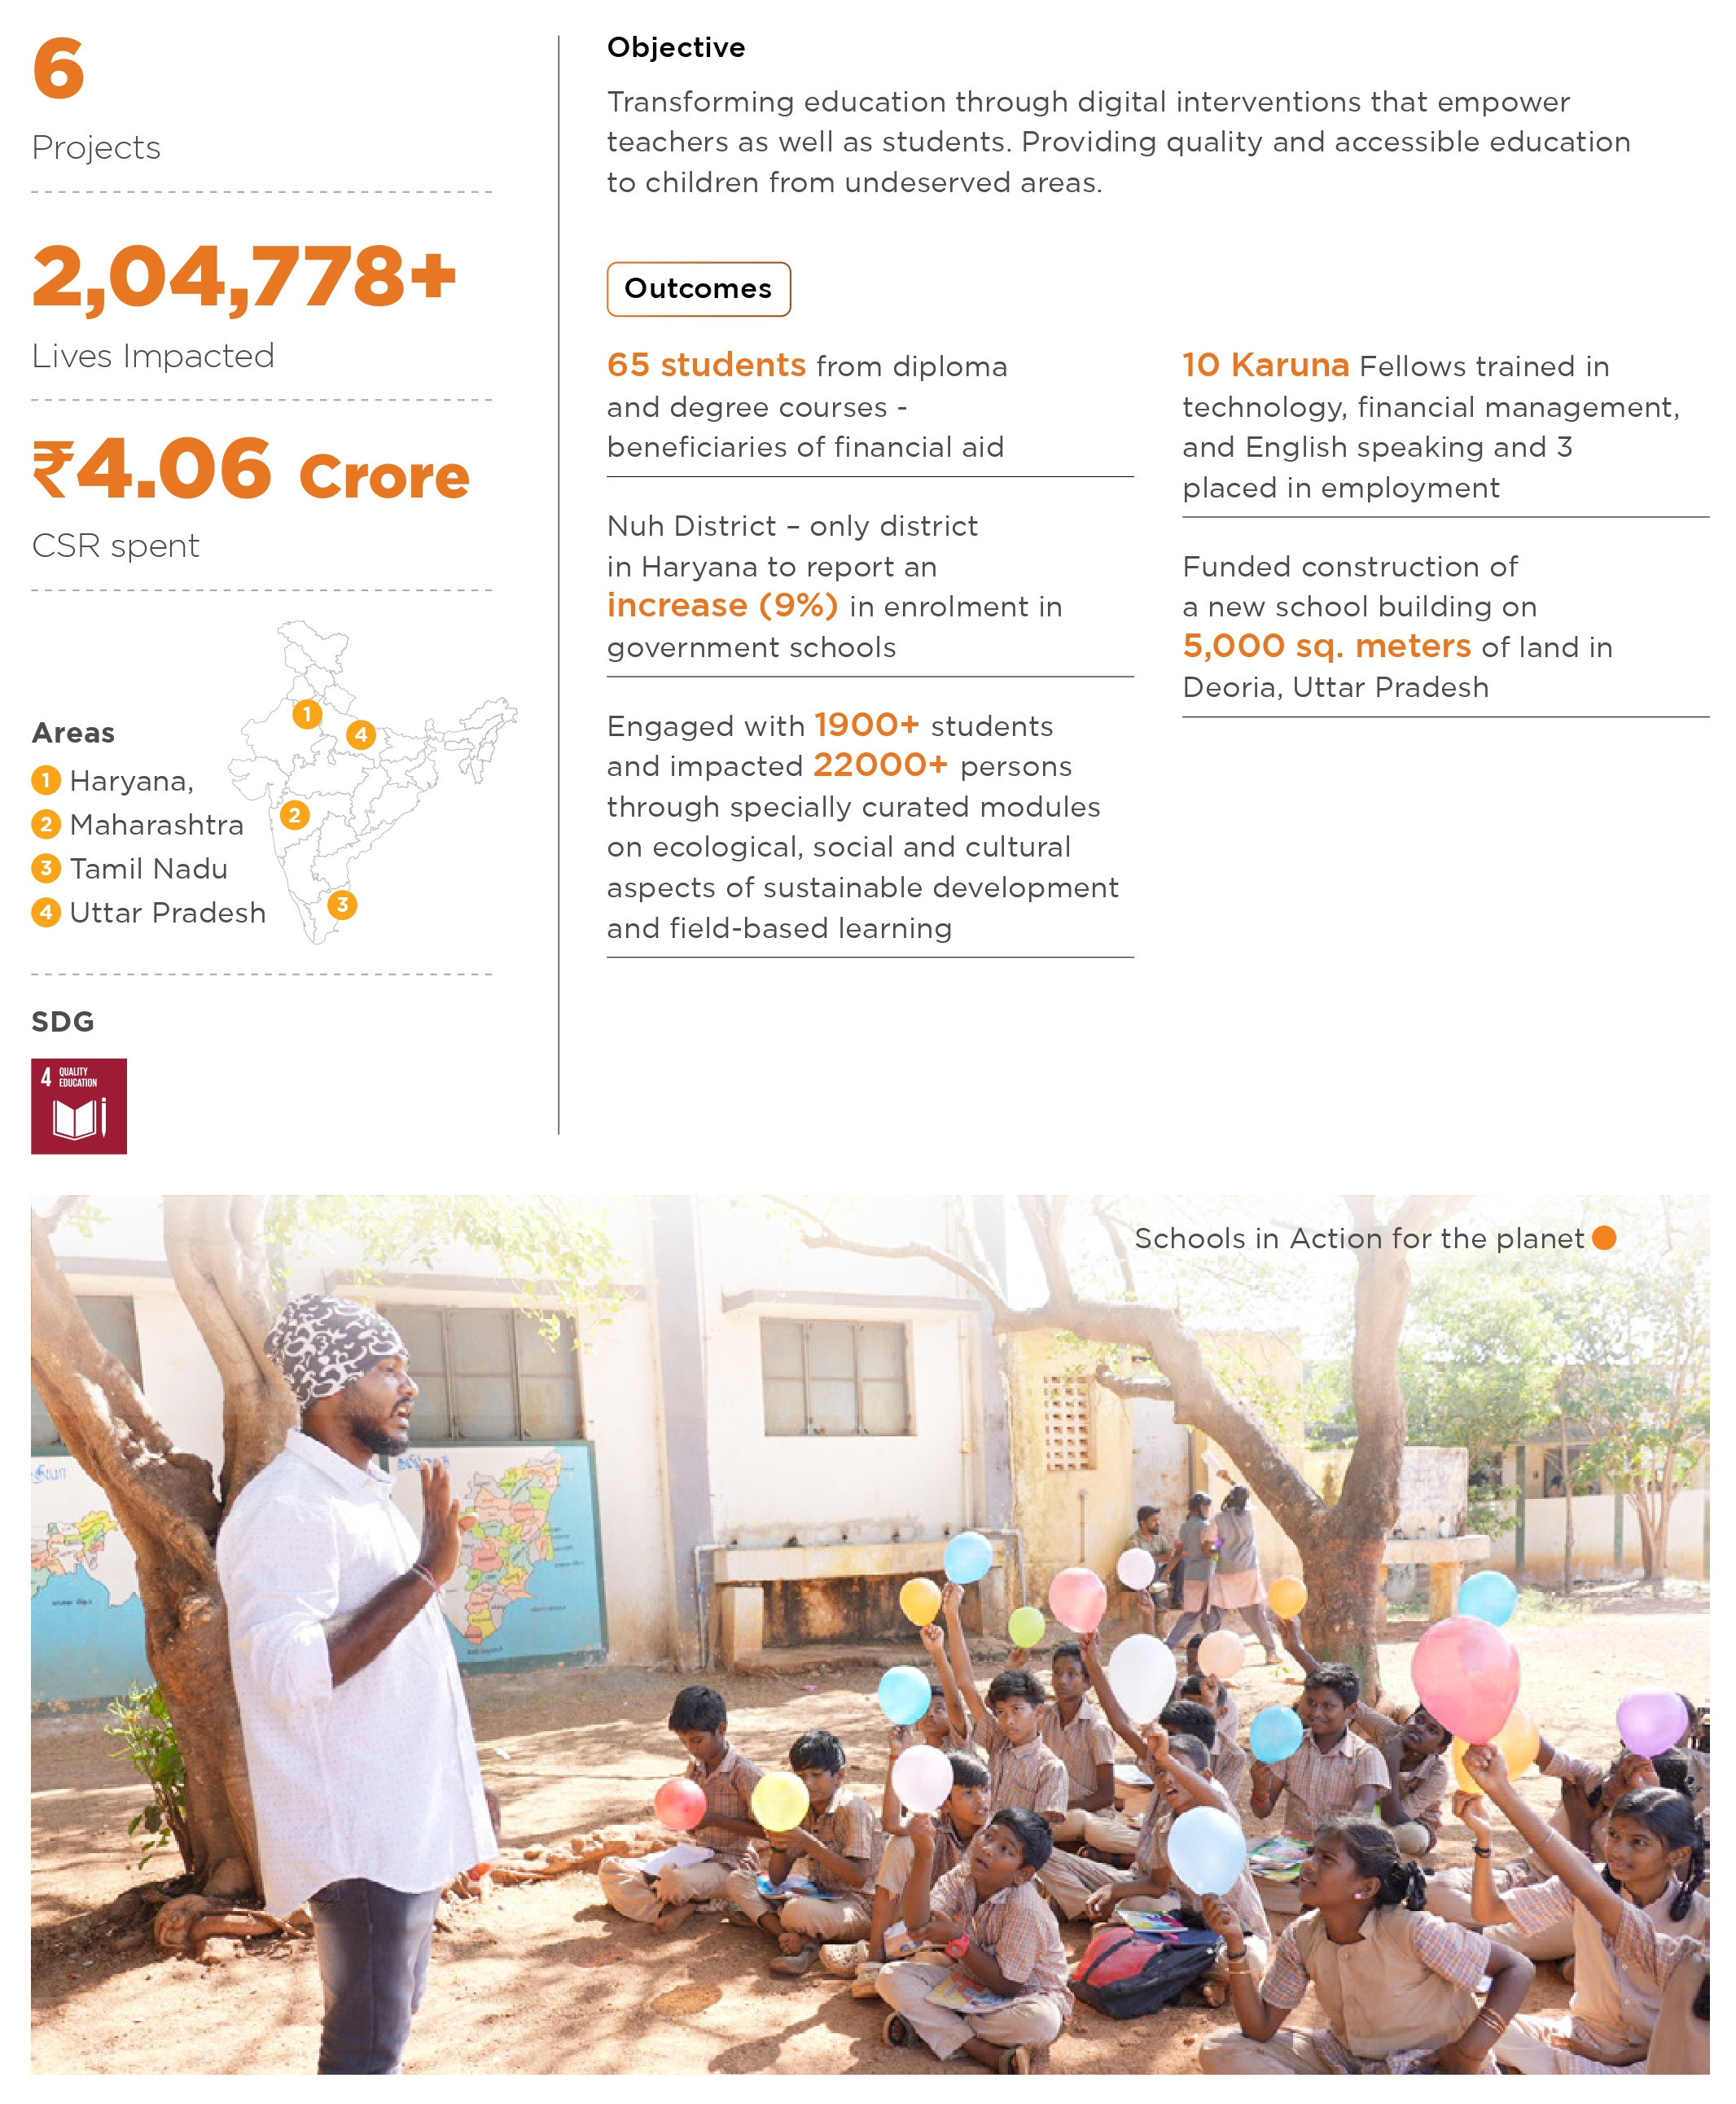 6
Projects
2,04,778+
Lives Impacted
₹4.06 Crore
CSR spent
Areas
1 Haryana,
2 Maharashtra
3 Tamil Nadu
4 Uttar Pradesh
1
4
2
3
SDG
4 QUALITY
EDUCATION
Objective
Transforming education through digital interventions that empower
teachers as well as students. Providing quality and accessible education
to children from undeserved areas.
Outcomes
65 students from diploma
and degree courses -
beneficiaries of financial aid
Nuh District – only district
in Haryana to report an
increase (9%) in enrolment in
government schools
Engaged with 1900+ students
and impacted 22000+ persons
through specially curated modules
on ecological, social and cultural
aspects of sustainable development
and field-based learning
10 Karuna Fellows trained in
technology, financial management,
and English speaking and 3
placed in employment
Funded construction of
a new school building on
5,000 sq. meters of land in
Deoria, Uttar Pradesh
Schools in Action for the planet